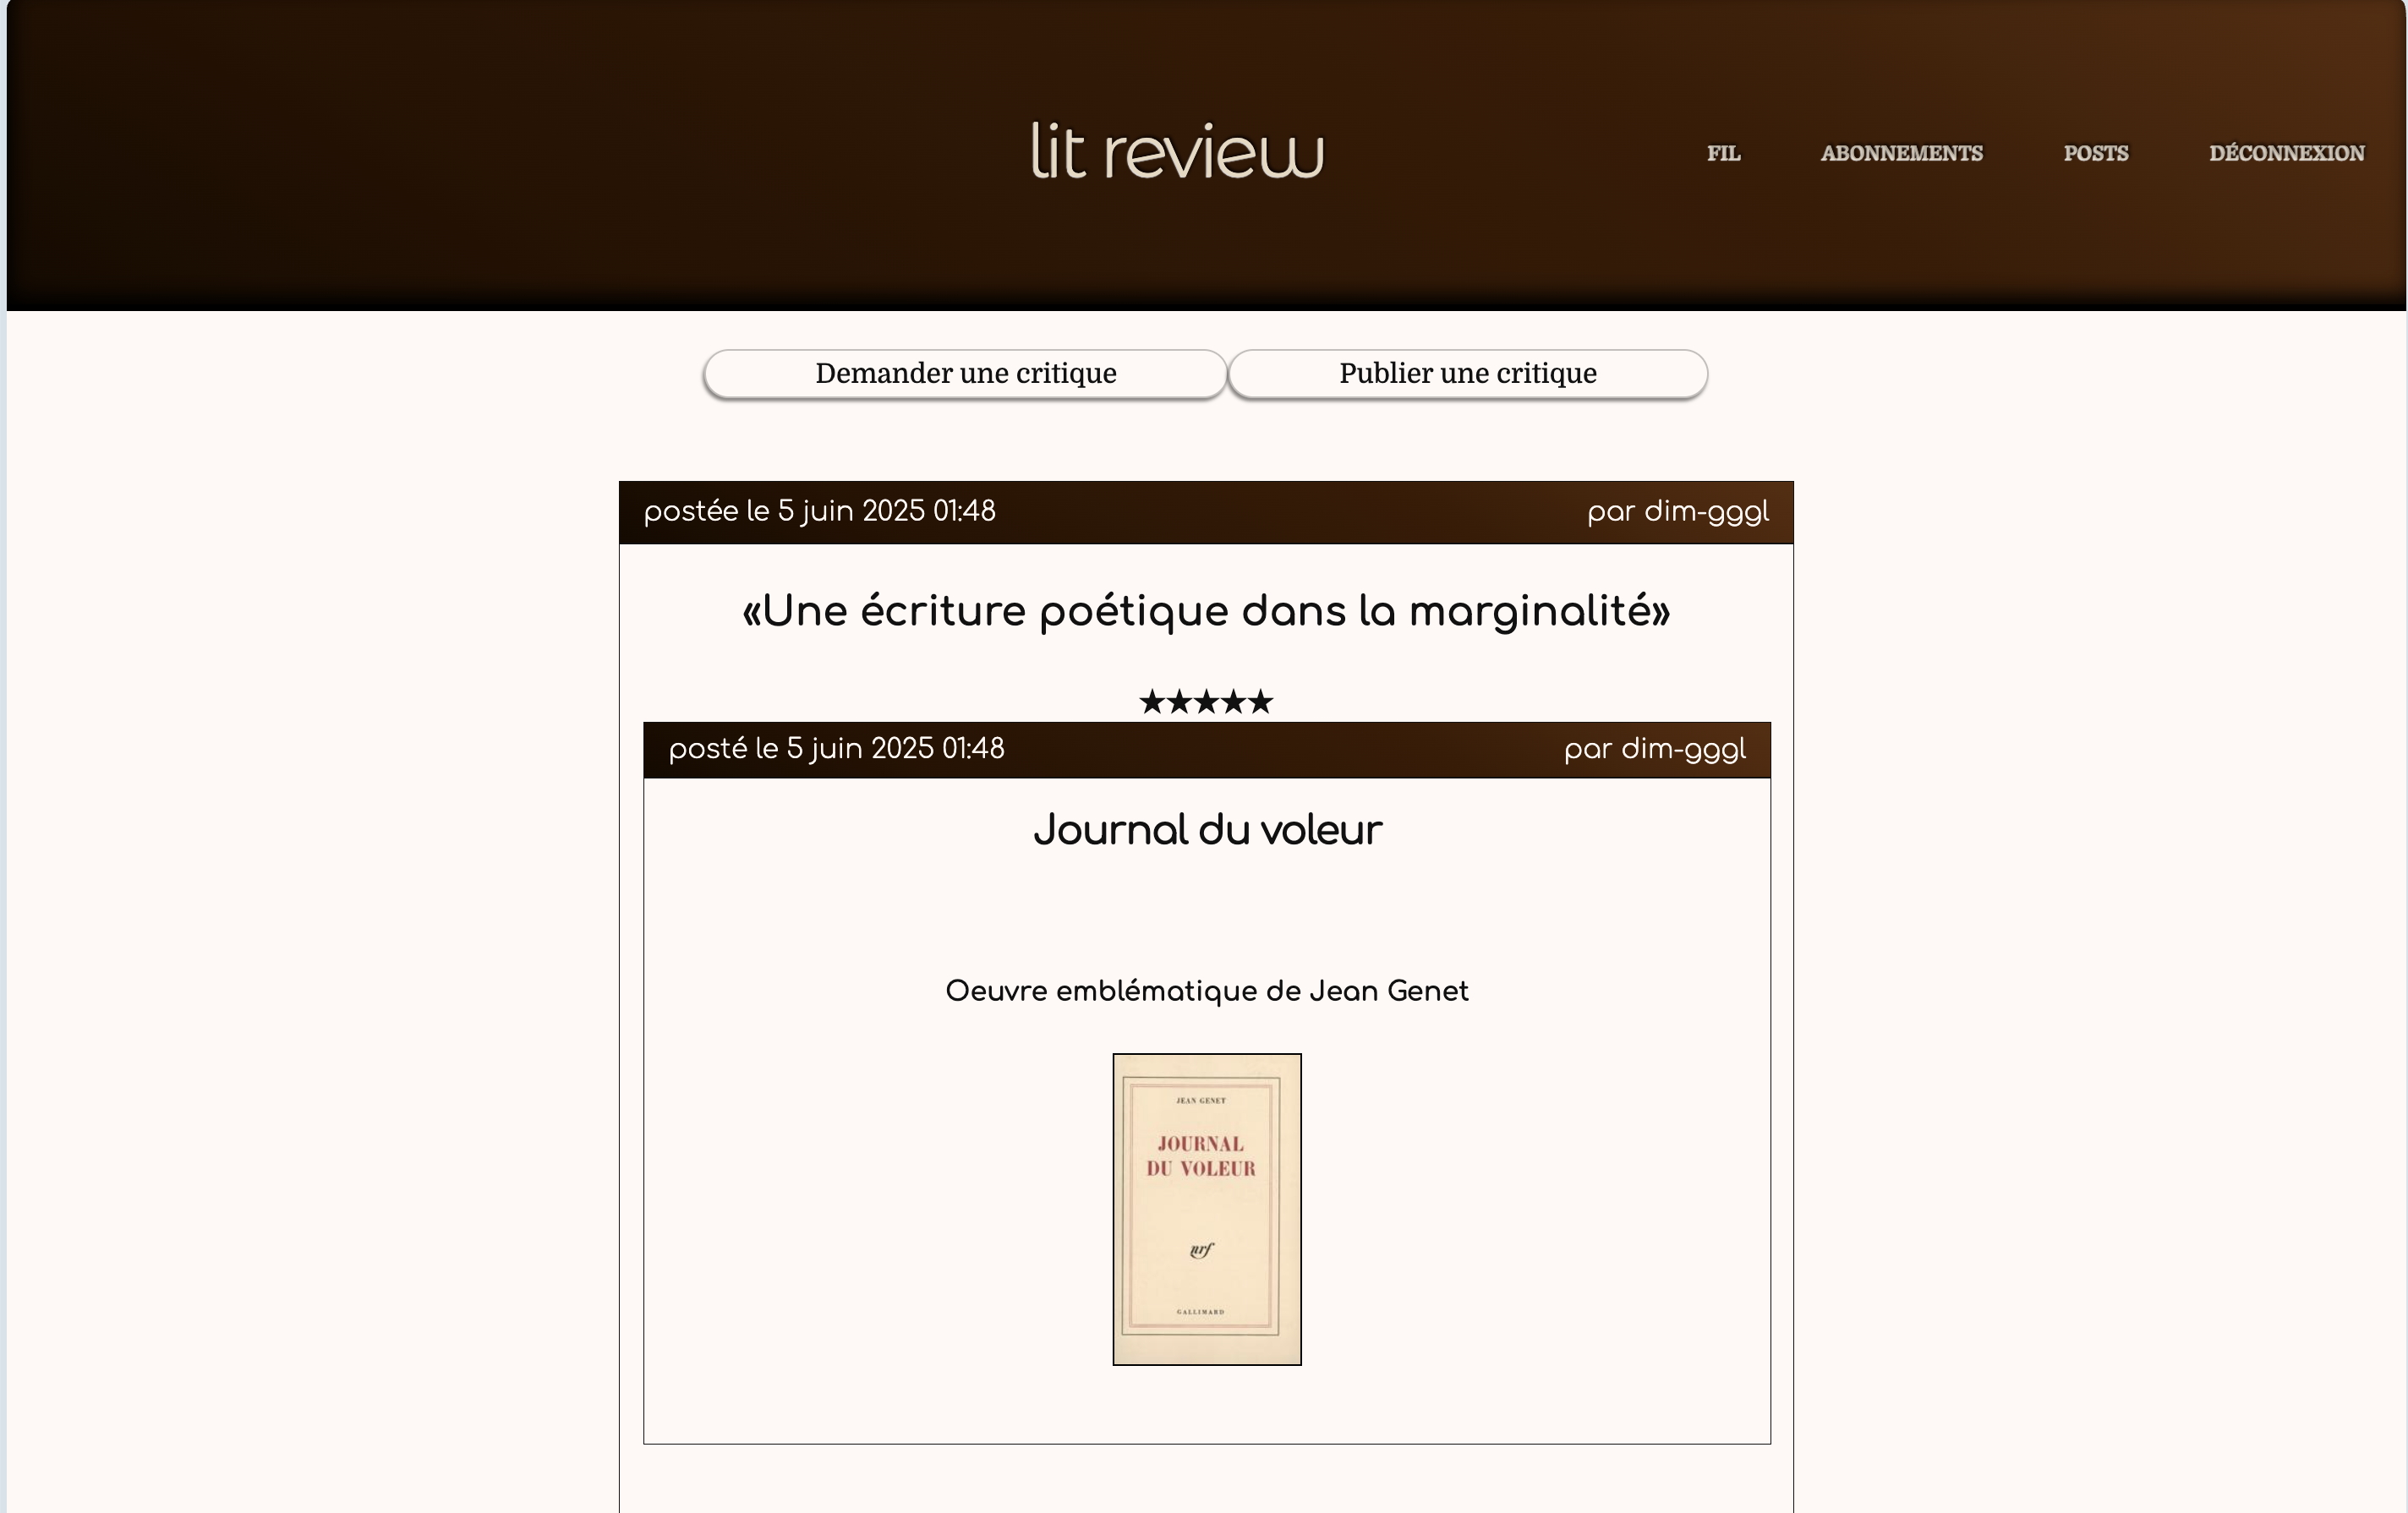 lit review
FIL ABONNEMENTS POSTS DÉCONNEXION
Demander une critique Publier une critique
postée le 5 juin 2025 01:48 par dim-gggl
«Une écriture poétique dans la marginalité»
★★★★★
posté le 5 juin 2025 01:48 par dim-gggl
Journal du voleur
Oeuvre emblématique de Jean Genet
JEAN GENET
JOURNAL
DU VOLEUR
nrf
GALLIMARD